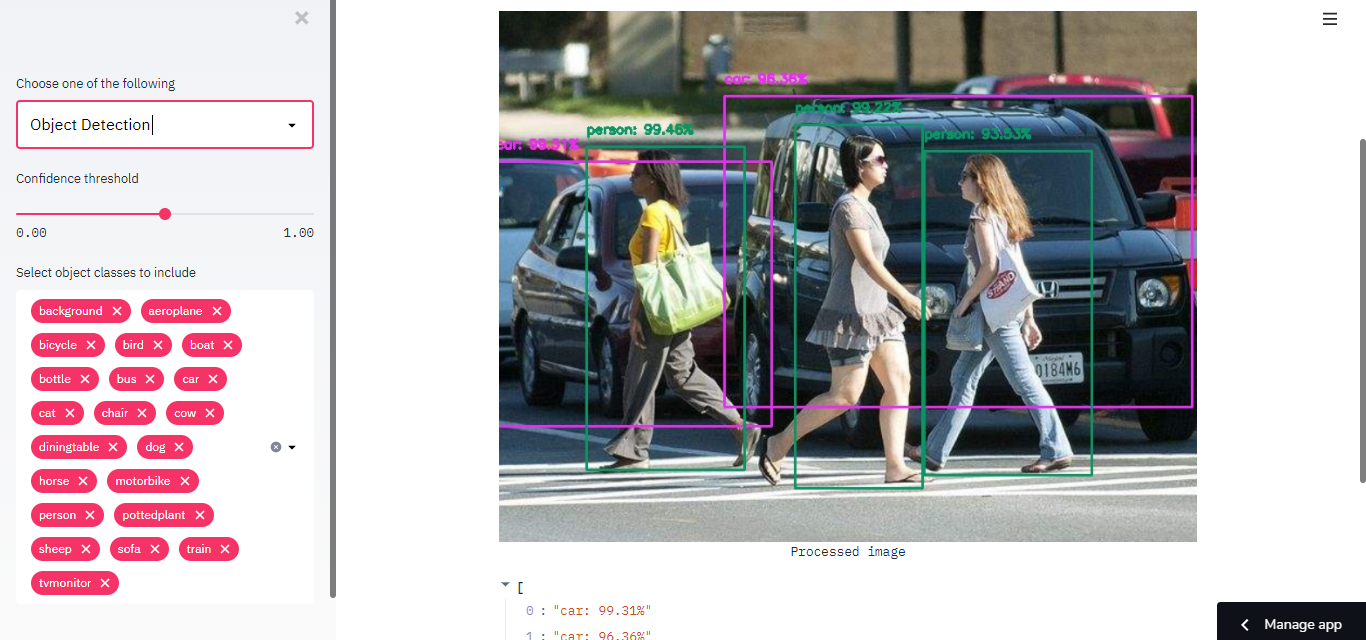 Choose one of the following
Object Detection
Confidence threshold
0.00 1.00
Select object classes to include
background aeroplane
bicycle bird boat
bottle bus car
cat chair cow
diningtable dog
horse motorbike
person pottedplant
sheep sofa train
tvmonitor
car: 96.36%
person: 99.22%
person: 99.46%
person: 93.53%
car: 99.31%
STRAND
Maryland
0184M6
Processed image
[
0 : "car: 99.31%"
1 : "car: 96.36%"
Manage app